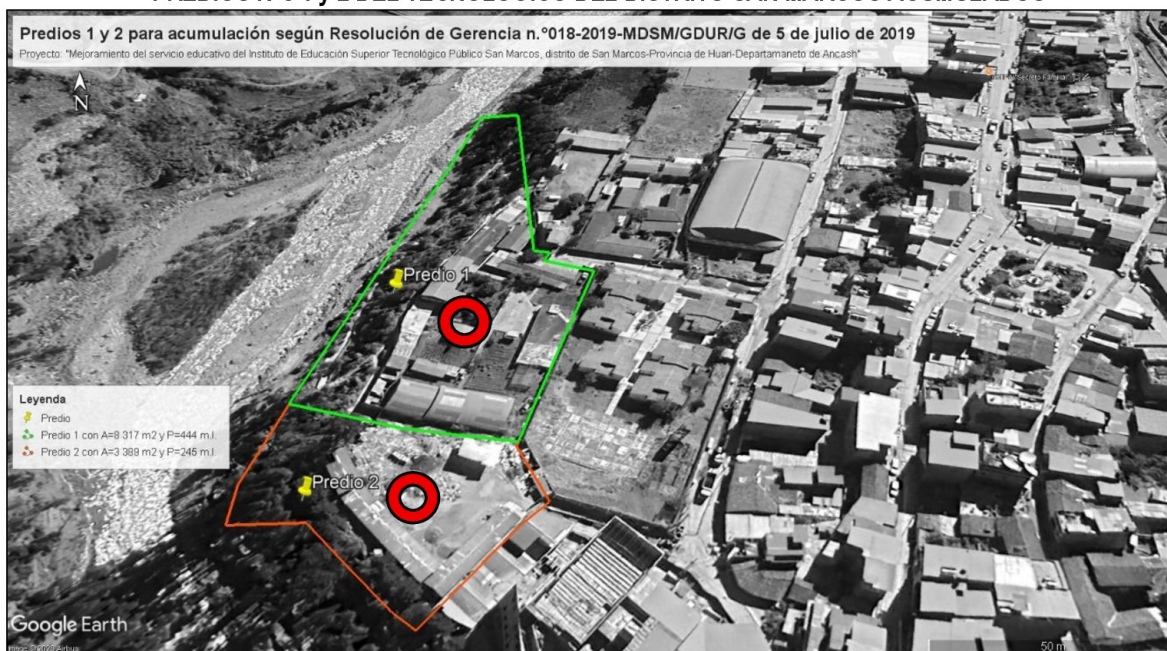 Predios 1 y 2 para acumulación según Resolución de Gerencia n.°018-2019-MDSM/GDUR/G de 5 de julio de 2019
Proyecto: "Mejoramiento del servicio educativo del Instituto de Educación Superior Tecnológico Público San Marcos, distrito de San Marcos-Provincia de Huari-Departamaneto de Ancash"
N
Predio 1
Leyenda
Predio
Predio 1 con A=8 317 m2 y P=444 m.l.
Predio 2 con A=3 389 m2 y P=245 m.l.
Predio 2
Google Earth
50 m